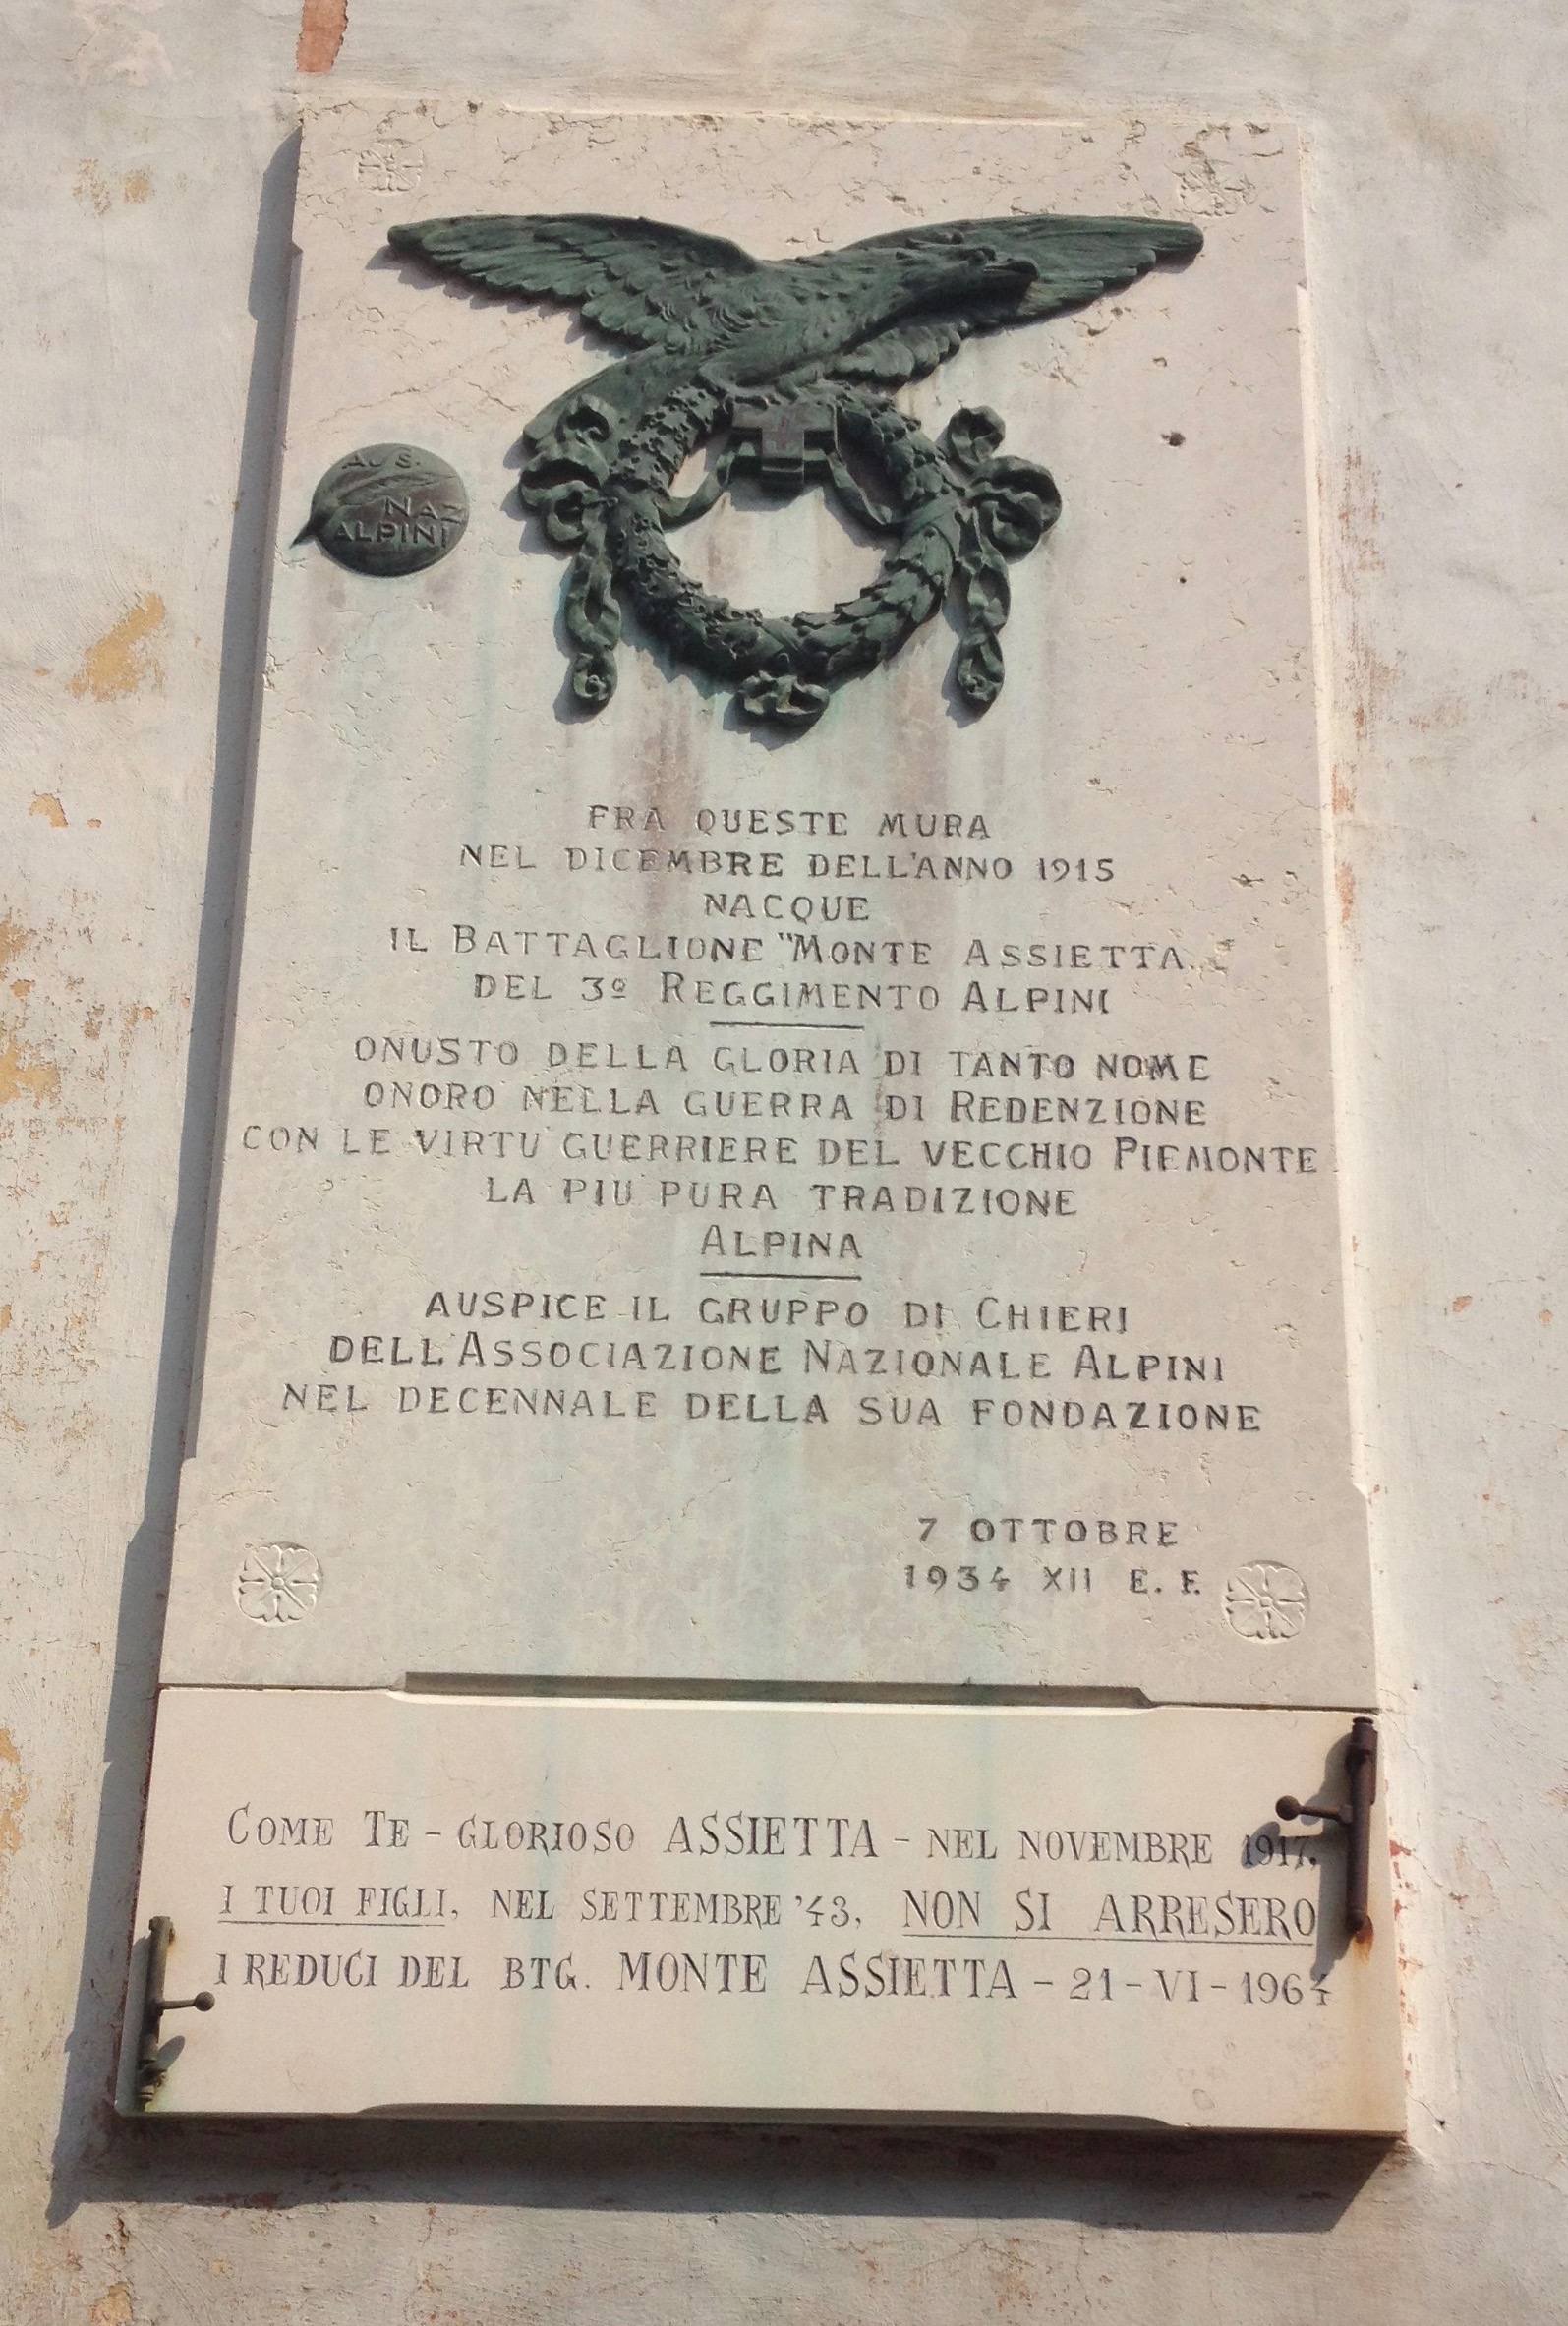 AUS.
NAZ
ALPINI
FRA QUESTE MURA
NEL DICEMBRE DELL'ANNO 1915
NACQUE
IL BATTAGLIONE "MONTE ASSIETTA„
DEL 3º REGGIMENTO ALPINI
ONUSTO DELLA GLORIA DI TANTO NOME
ONORO NELLA GUERRA DI REDENZIONE
CON LE VIRTU' GUERRIERE DEL VECCHIO PIEMONTE
LA PIU' PURA TRADIZIONE
ALPINA
AUSPICE IL GRUPPO DI CHIERI
DELL'ASSOCIAZIONE NAZIONALE ALPINI
NEL DECENNALE DELLA SUA FONDAZIONE
7 OTTOBRE
1934 XII E. F.
COME TE - GLORIOSO ASSIETTA - NEL NOVEMBRE 1917.
I TUOI FIGLI, NEL SETTEMBRE '43, NON SI ARRESERO
I REDUCI DEL BTG. MONTE ASSIETTA - 21 - VI - 1964